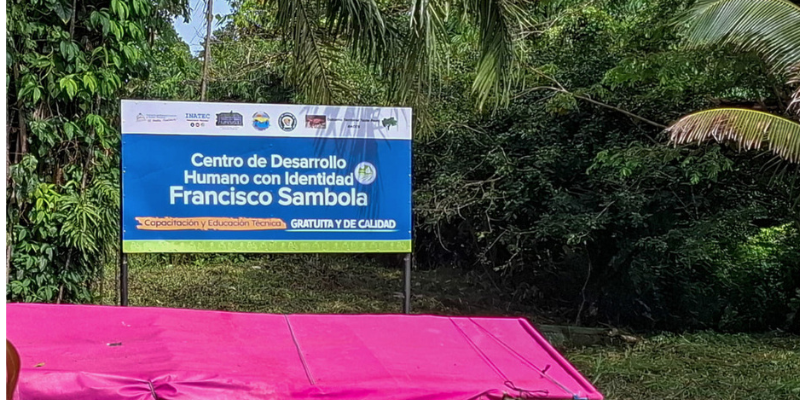 INATEC
Centro de Desarrollo
Humano con Identidad
Francisco Sambola
Capacitación y Educación Técnica
GRATUITA Y DE CALIDAD